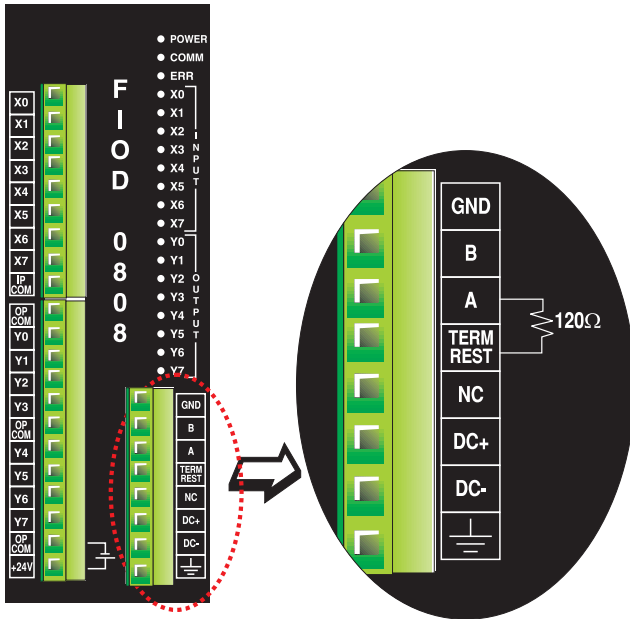 POWER
COMM
ERR
X0
X1
X2
X3
X4
X5
X6
X7
Y0
Y1
Y2
Y3
Y4
Y5
Y6
Y7
INPUT
OUTPUT
FIOD 0808
X0
X1
X2
X3
X4
X5
X6
X7
IP
COM
OP
COM
Y0
Y1
Y2
Y3
OP
COM
Y4
Y5
Y6
Y7
OP
COM
+24V
GND
B
A
TERM
REST
NC
DC+
DC-
GND
B
A
TERM
REST
NC
DC+
DC-
120Ω